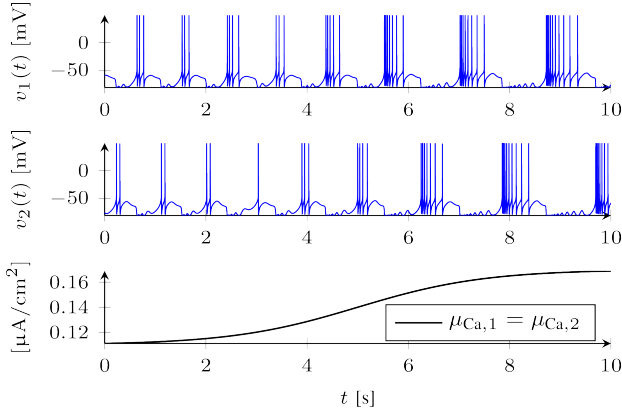 v₁(t) [mV]
0
−50
0 2 4 6 8 10
v₂(t) [mV]
0
−50
0 2 4 6 8 10
[µA/cm²]
0.16
0.14
0.12
μCa,1 = μCa,2
0 2 4 6 8 10
t [s]